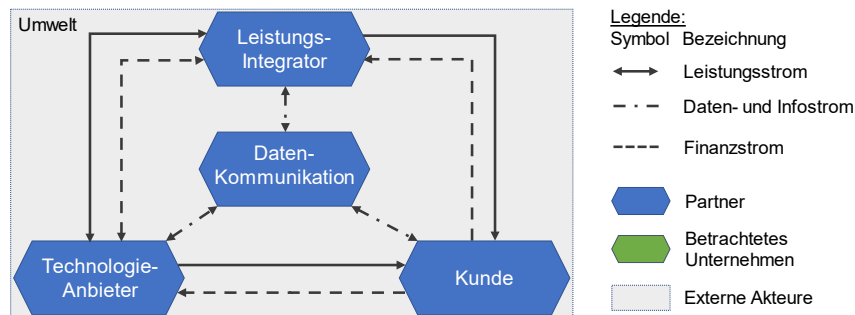 Umwelt
Leistungs-
Integrator
Daten-
Kommunikation
Technologie-
Anbieter
Kunde
Legende:
Symbol Bezeichnung
Leistungsstrom
Daten- und Infostrom
Finanzstrom
Partner
Betrachtetes
Unternehmen
Externe Akteure